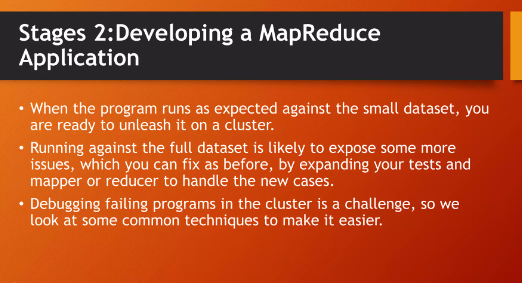 Stages 2:Developing a MapReduce
Application
• When the program runs as expected against the small dataset, you
are ready to unleash it on a cluster.
• Running against the full dataset is likely to expose some more
issues, which you can fix as before, by expanding your tests and
mapper or reducer to handle the new cases.
• Debugging failing programs in the cluster is a challenge, so we
look at some common techniques to make it easier.